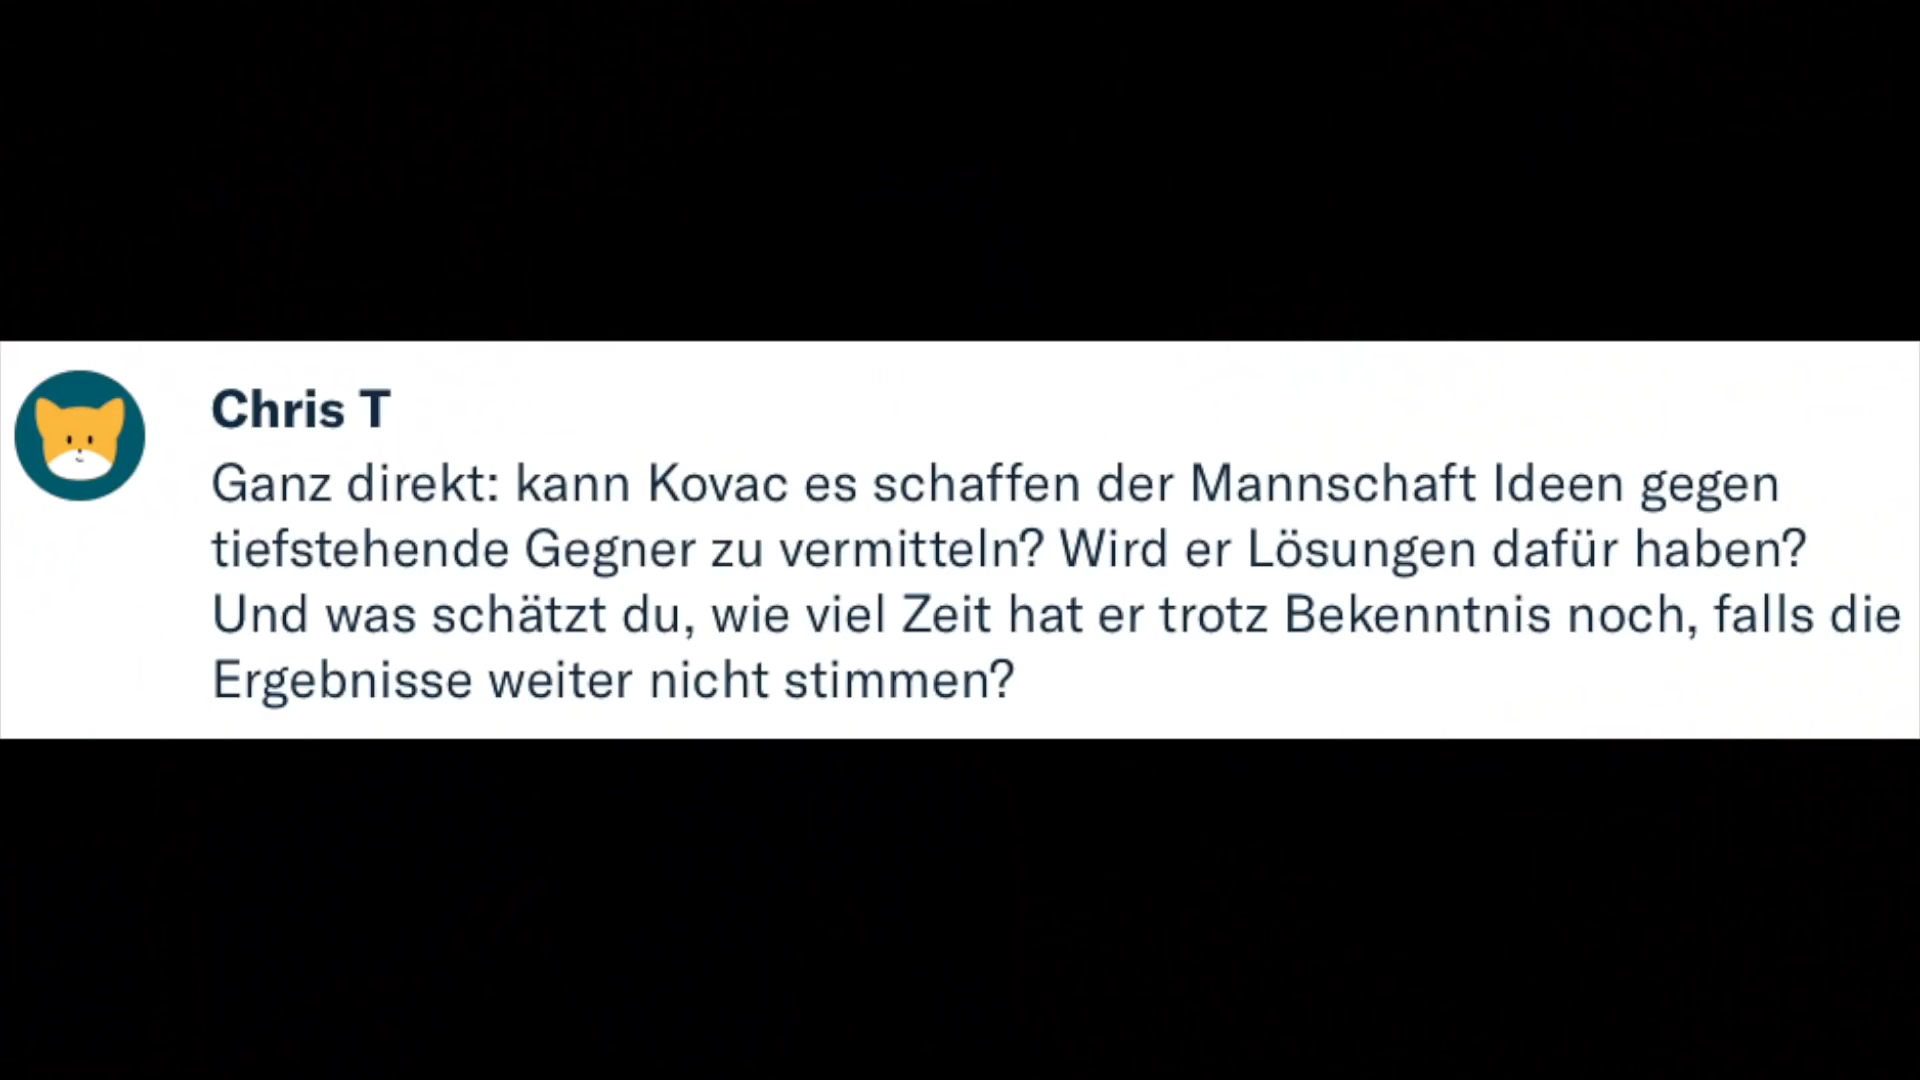 Chris T
Ganz direkt: kann Kovac es schaffen der Mannschaft Ideen gegen
tiefstehende Gegner zu vermitteln? Wird er Lösungen dafür haben?
Und was schätzt du, wie viel Zeit hat er trotz Bekenntnis noch, falls die
Ergebnisse weiter nicht stimmen?